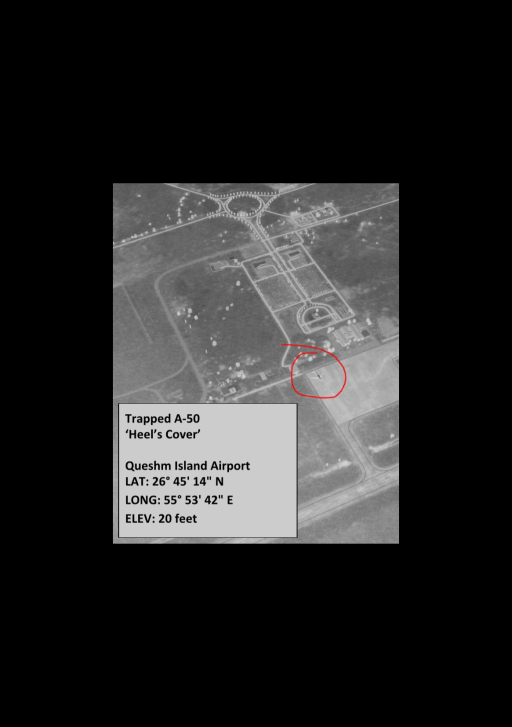 Trapped A-50
'Heel's Cover'
Queshm Island Airport
LAT: 26° 45' 14" N
LONG: 55° 53' 42" E
ELEV: 20 feet